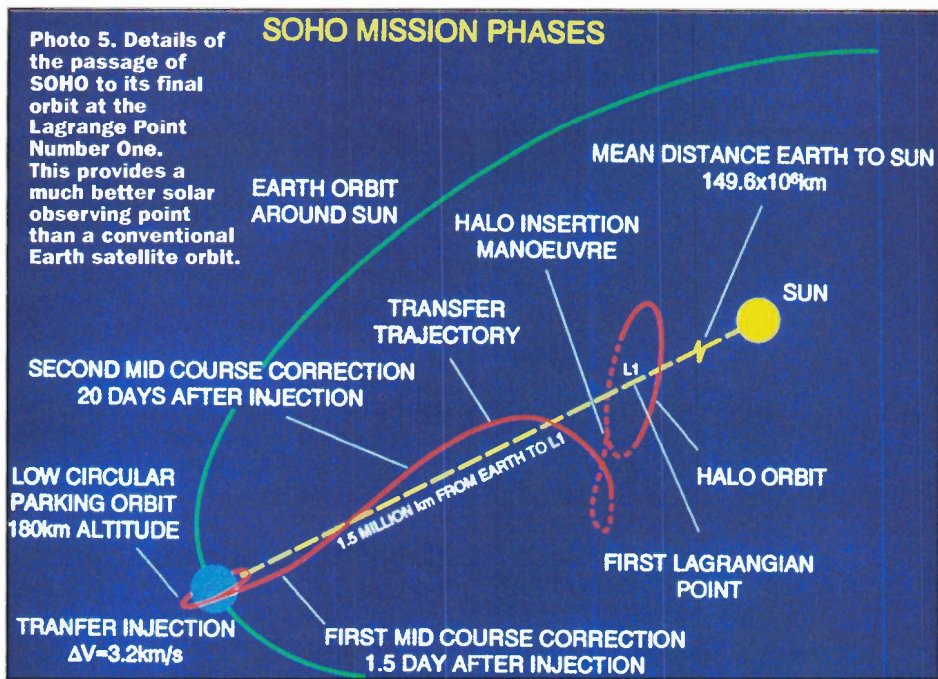 SOHO MISSION PHASES
Photo 5. Details of
the passage of
SOHO to its final
orbit at the
Lagrange Point
Number One.
This provides a
much better solar
observing point
than a conventional
Earth satellite orbit.
EARTH ORBIT
AROUND SUN
MEAN DISTANCE EARTH TO SUN
149.6x10⁶km
HALO INSERTION
MANOEUVRE
SUN
TRANSFER
TRAJECTORY
L1
SECOND MID COURSE CORRECTION
20 DAYS AFTER INJECTION
1.5 MILLION km FROM EARTH TO L1
HALO ORBIT
LOW CIRCULAR
PARKING ORBIT
180km ALTITUDE
FIRST LAGRANGIAN
POINT
TRANFER INJECTION
ΔV=3.2km/s
FIRST MID COURSE CORRECTION
1.5 DAY AFTER INJECTION